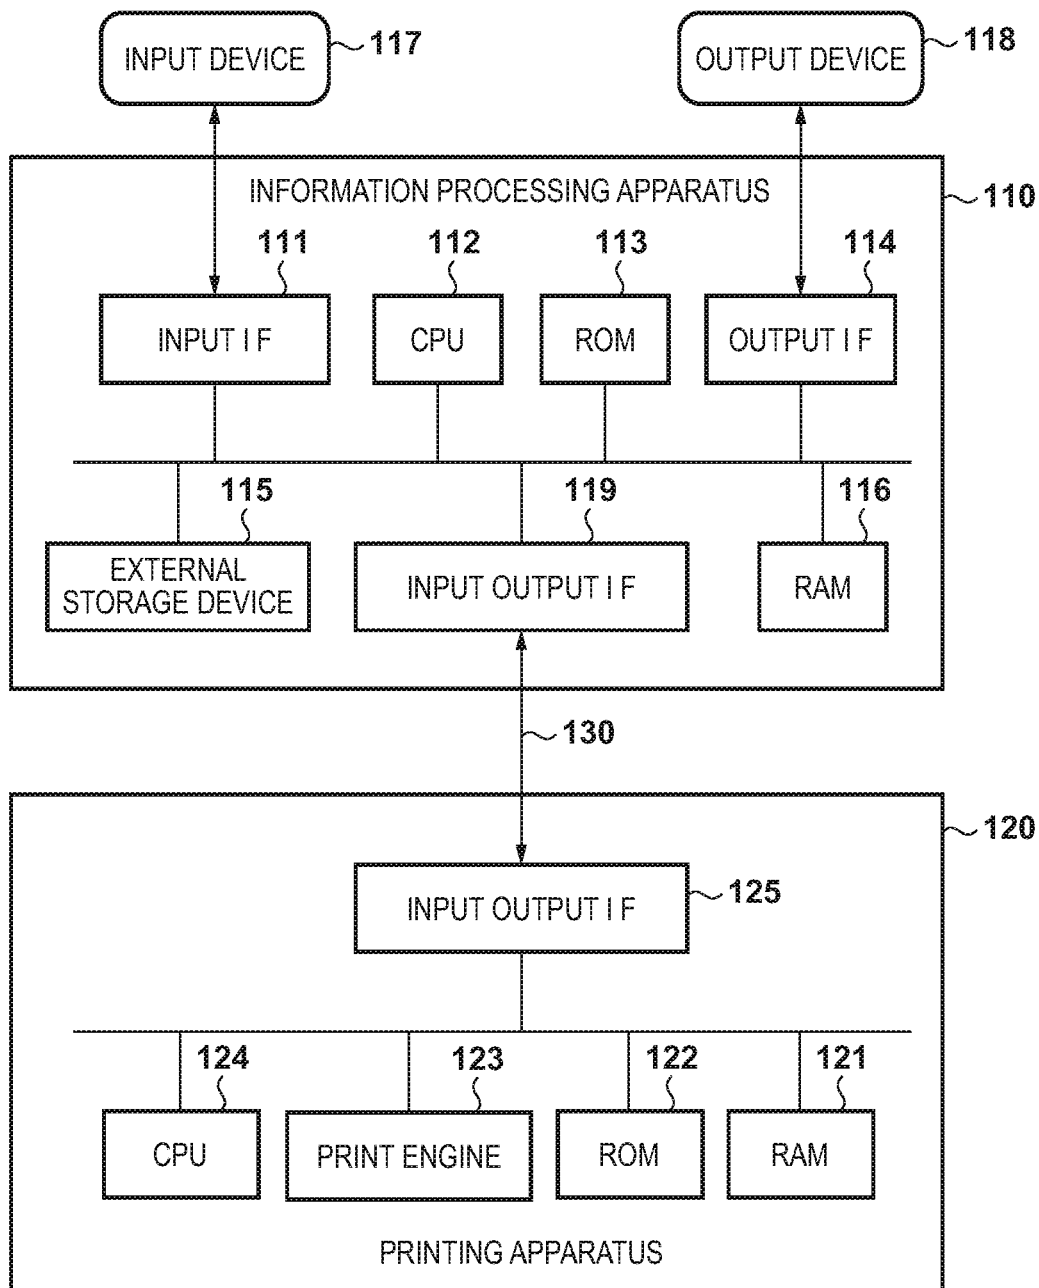 INPUT DEVICE 117
OUTPUT DEVICE 118
INFORMATION PROCESSING APPARATUS 110
111 112 113 114
INPUT I F CPU ROM OUTPUT I F
115 119 116
EXTERNAL
STORAGE DEVICE
INPUT OUTPUT I F
RAM
130
120
INPUT OUTPUT I F 125
124 123 122 121
CPU PRINT ENGINE ROM RAM
PRINTING APPARATUS